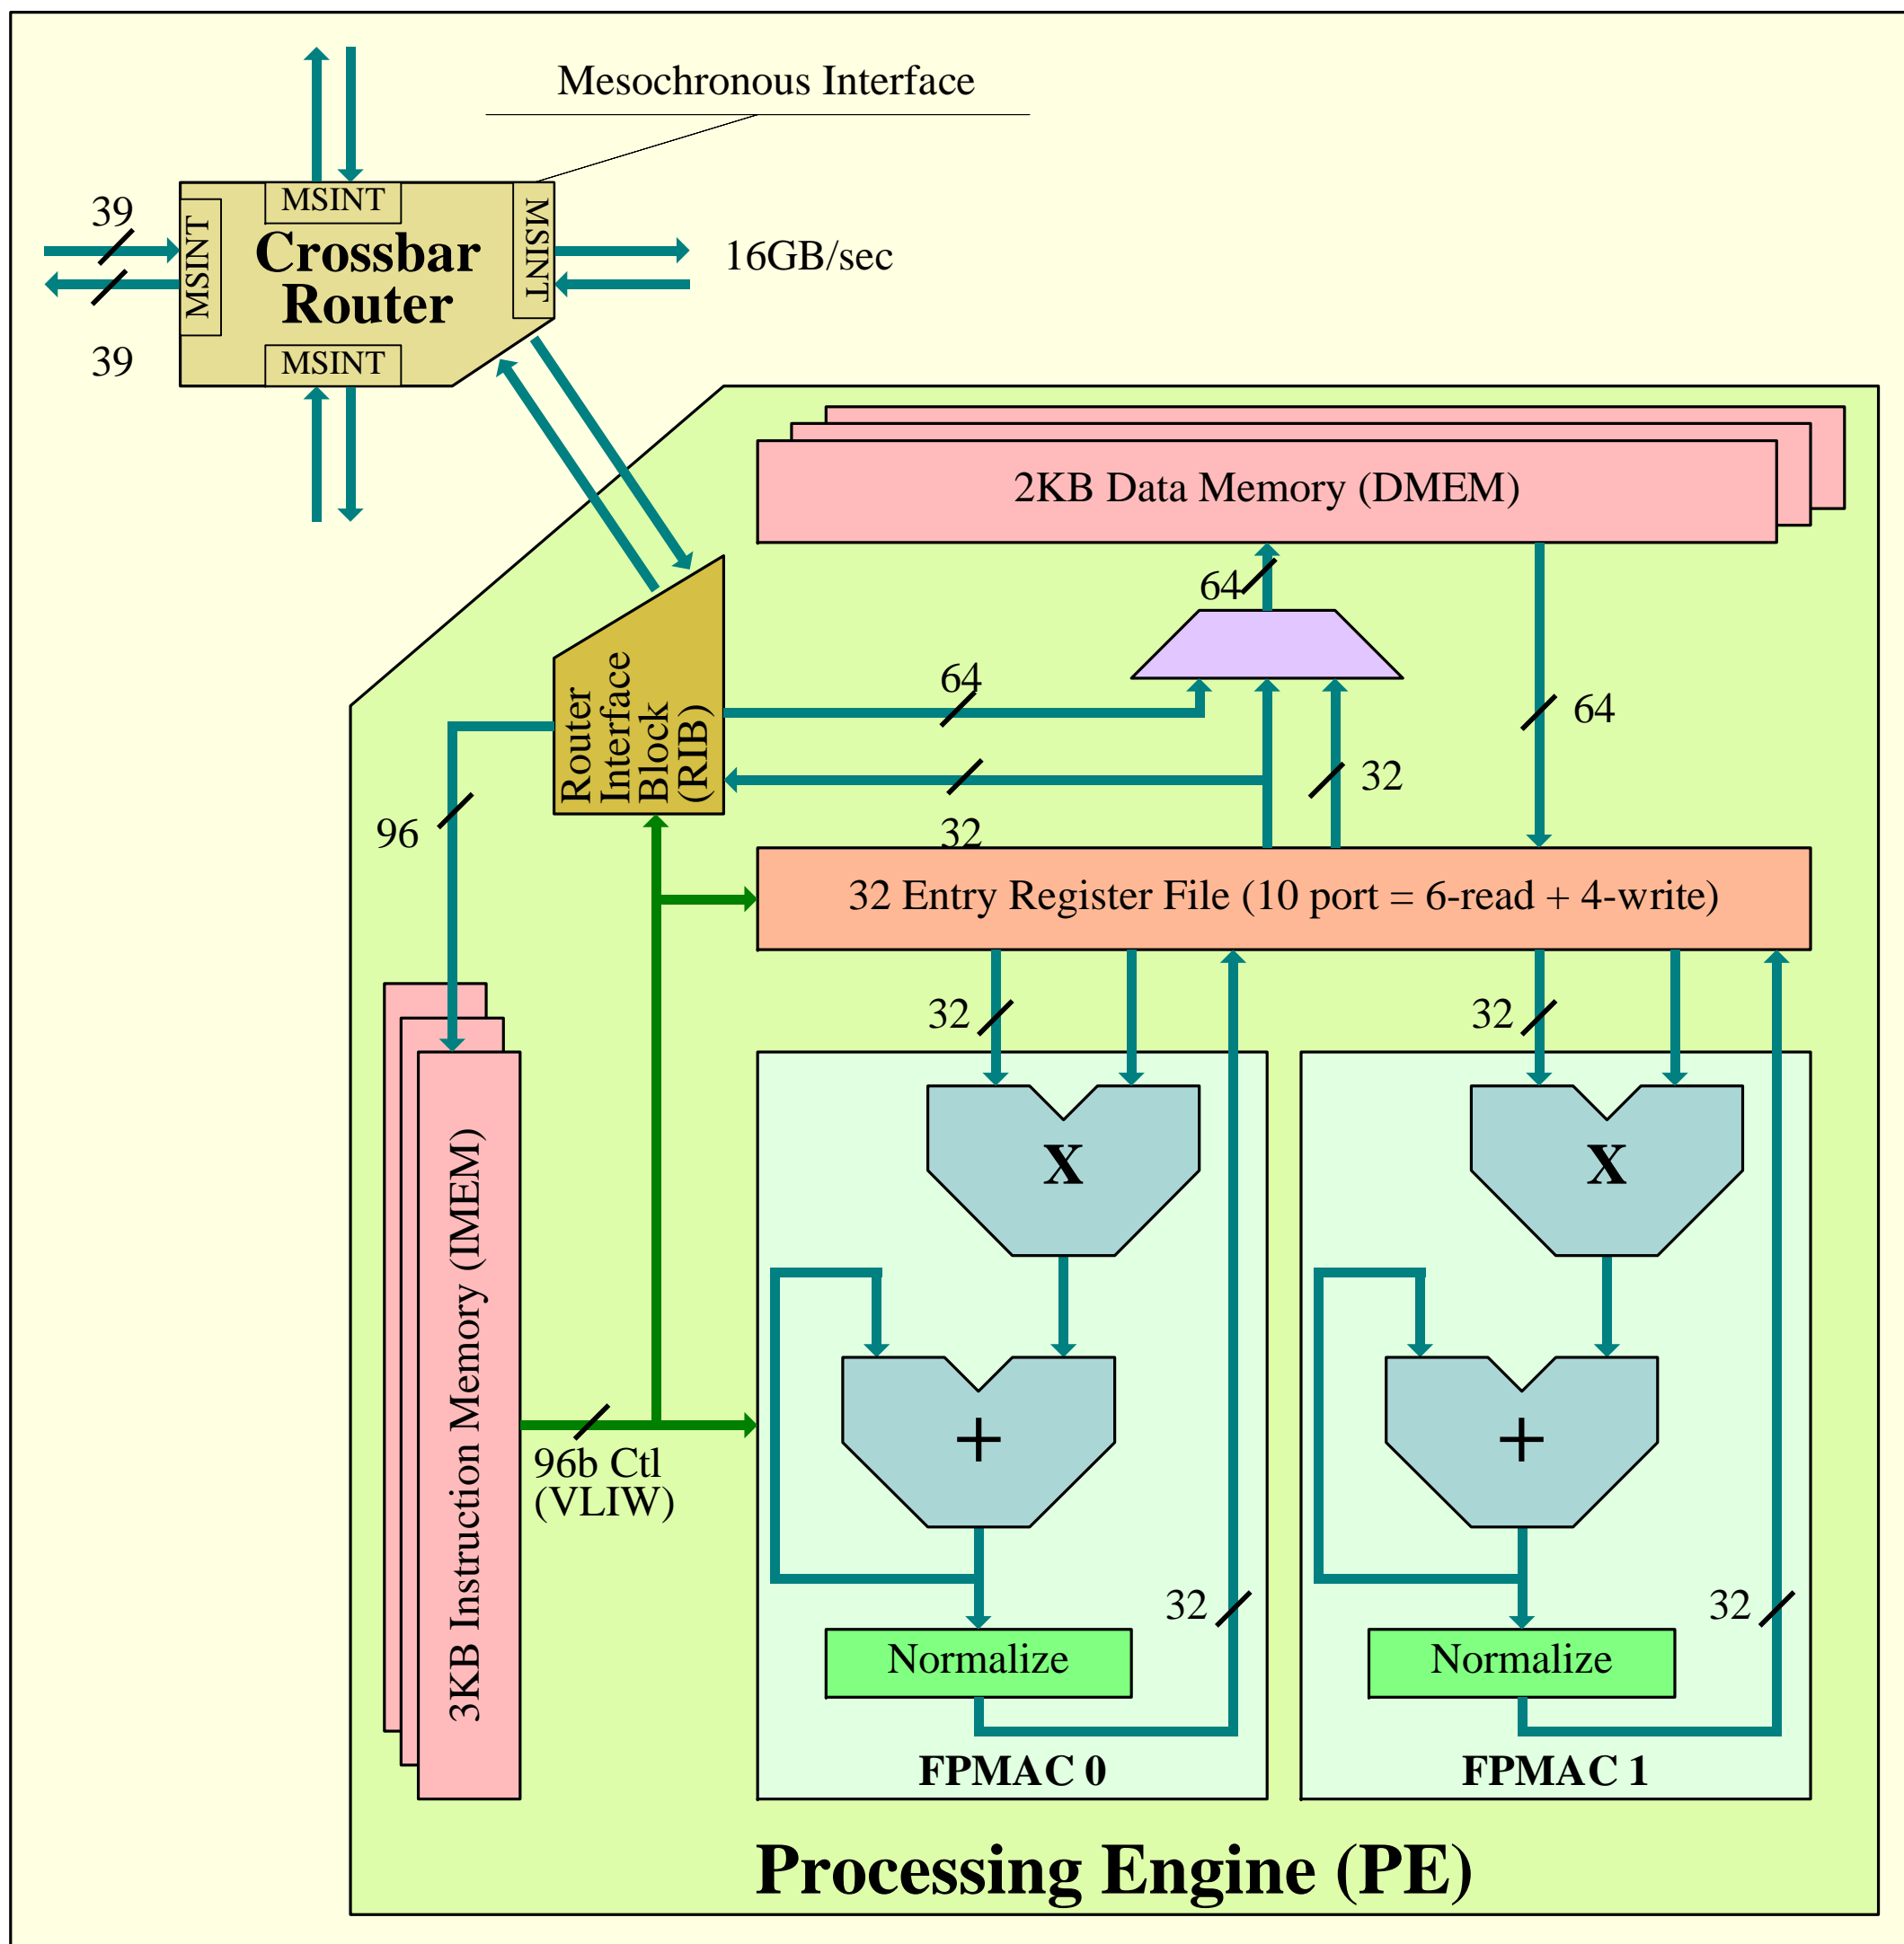 Mesochronous Interface
MSINT
39
MSINT
MSINT
Crossbar
Router
16GB/sec
39
MSINT
2KB Data Memory (DMEM)
64
64
64
Router
Interface
Block
(RIB)
32
96
32
32 Entry Register File (10 port = 6-read + 4-write)
32
32
X
X
3KB Instruction Memory (IMEM)
+
+
96b Ctl
(VLIW)
32
32
Normalize
Normalize
FPMAC 0
FPMAC 1
Processing Engine (PE)